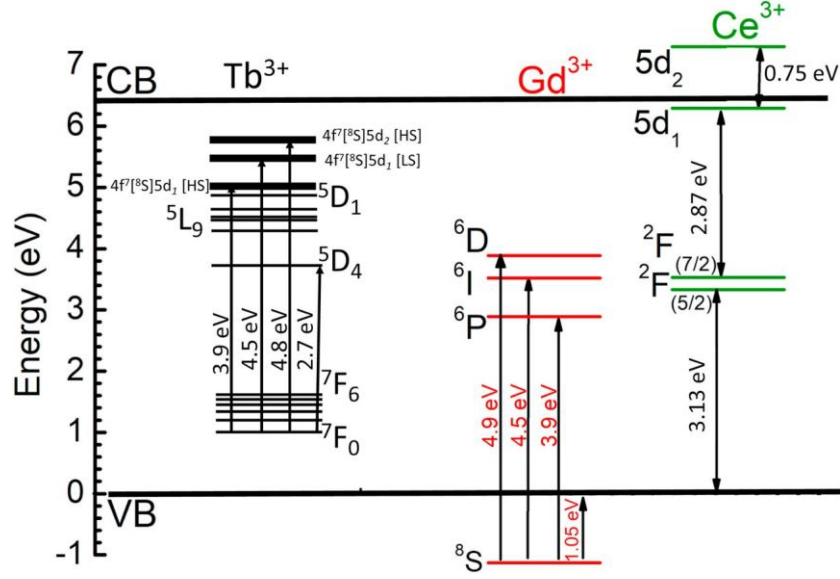 Energy (eV)
7
6
5
4
3
2
1
0
-1
CB
VB
Tb³⁺
4f⁷[⁸S]5d₂ [HS]
4f⁷[⁸S]5d₁ [LS]
4f⁷[⁸S]5d₁ [HS]
⁵D₁
⁵L₉
⁵D₄
3.9 eV
4.5 eV
4.8 eV
2.7 eV
⁷F₆
⁷F₀
Gd³⁺
⁶D
⁶I
⁶P
4.9 eV
4.5 eV
3.9 eV
1.05 eV
⁸S
Ce³⁺
5d₂
0.75 eV
5d₁
2.87 eV
²F (7/2)
²F (5/2)
3.13 eV